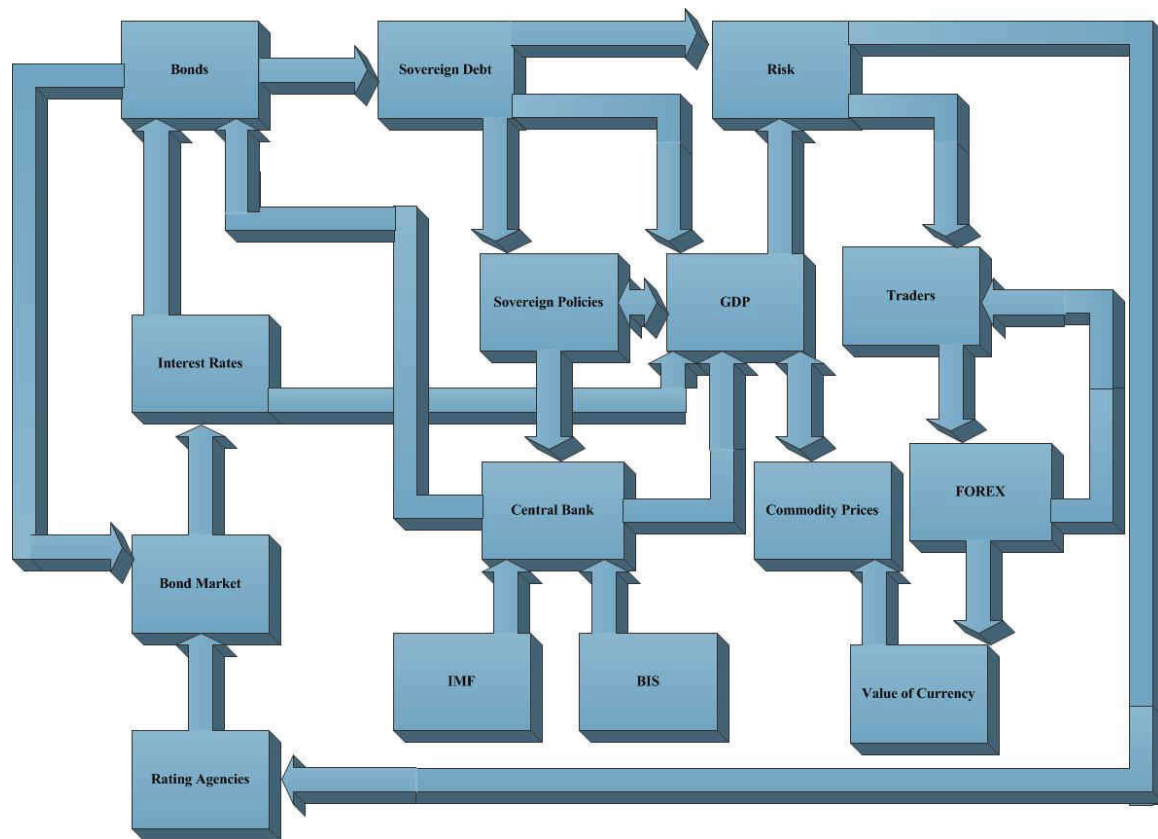 Bonds
Sovereign Debt
Risk
Sovereign Policies
GDP
Traders
Interest Rates
Central Bank
Commodity Prices
FOREX
Bond Market
IMF
BIS
Value of Currency
Rating Agencies